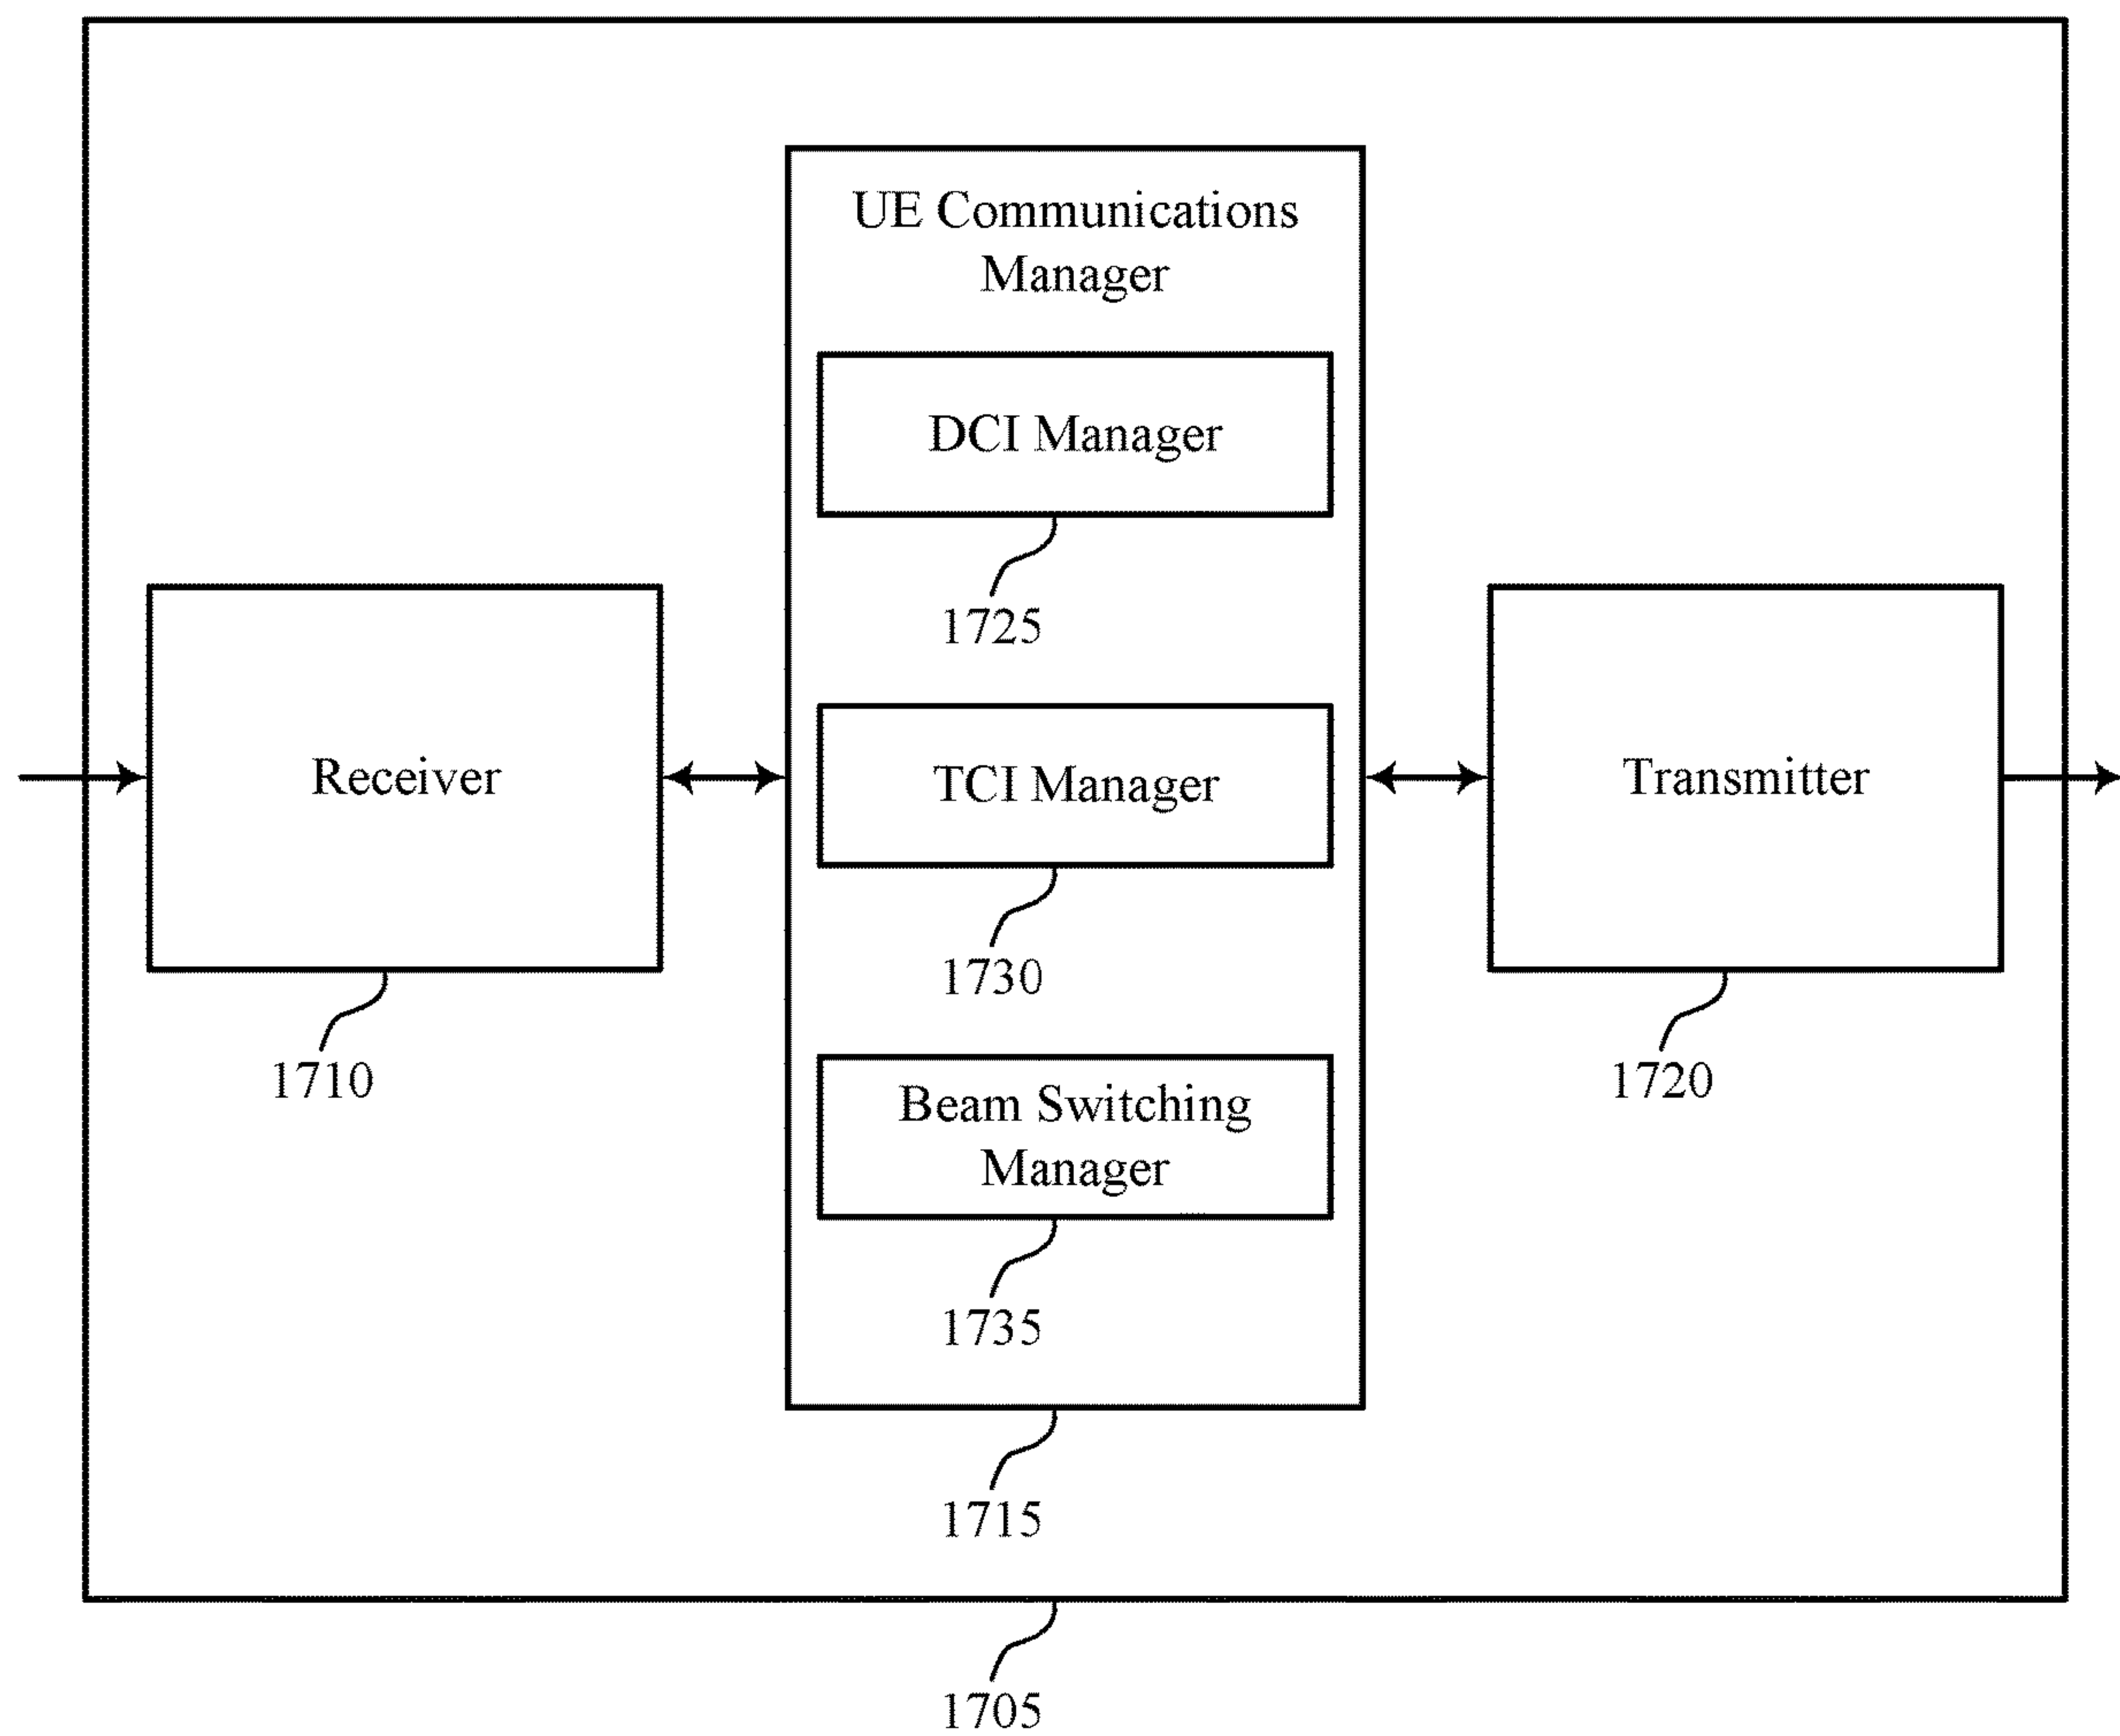 UE Communications
Manager
DCI Manager
1725
Receiver
1710
TCI Manager
1730
Transmitter
1720
Beam Switching
Manager
1735
1715
1705